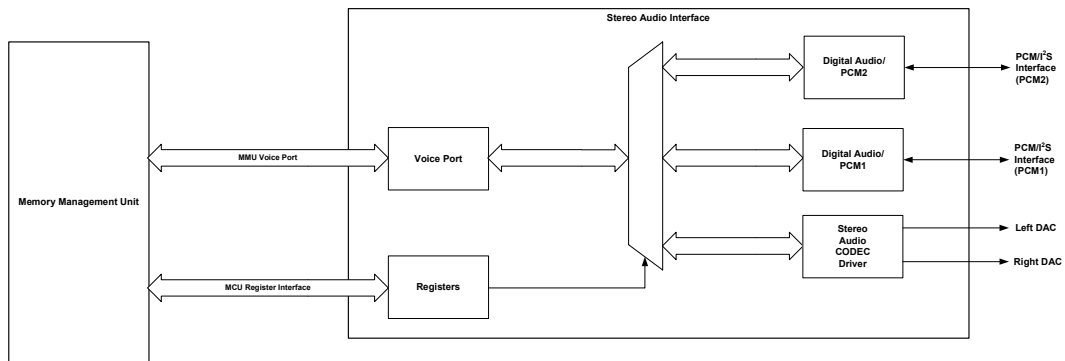 Stereo Audio Interface
Memory Management Unit
MMU Voice Port
MCU Register Interface
Voice Port
Registers
Digital Audio/
PCM2
Digital Audio/
PCM1
Stereo
Audio
CODEC
Driver
PCM/I²S
Interface
(PCM2)
PCM/I²S
Interface
(PCM1)
Left DAC
Right DAC